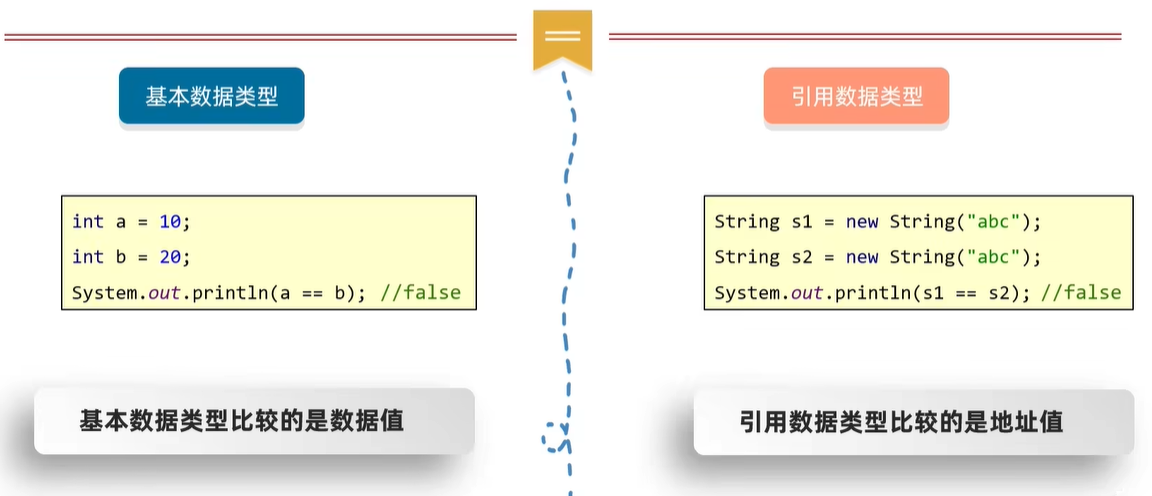 基本数据类型
引用数据类型
int a = 10;
int b = 20;
System.out.println(a == b); //false
String s1 = new String("abc");
String s2 = new String("abc");
System.out.println(s1 == s2); //false
基本数据类型比较的是数据值
引用数据类型比较的是地址值